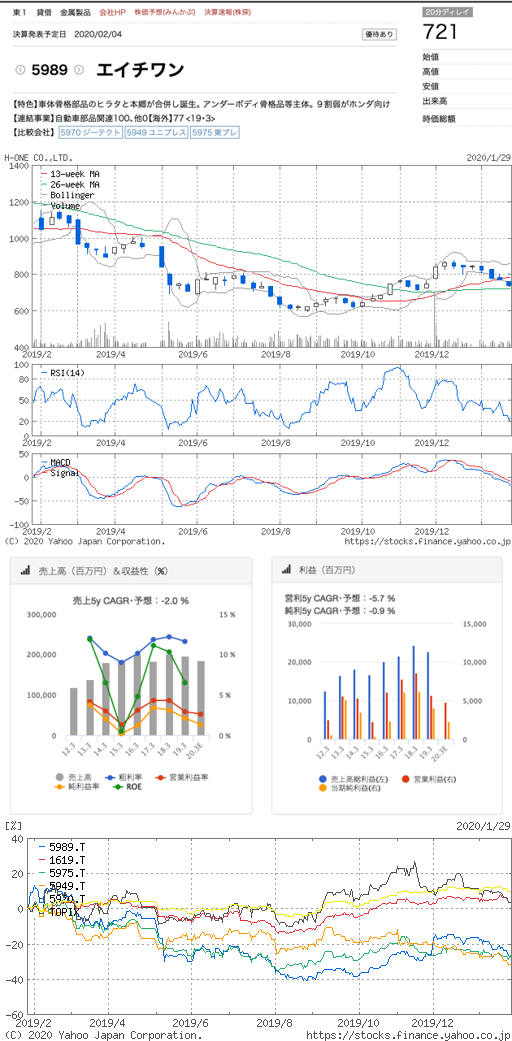 東1 貸借 金属製品 会社HP 株価予想(みんかぶ) 決算速報(株探)
20分ディレイ
721
決算発表予定日 2020/02/04
優待あり
5989 エイチワン
始値
高値
安値
出来高
時価総額
【特色】車体骨格部品のヒラタと本郷が合併し誕生。アンダーボディ骨格品等主体。9割弱がホンダ向け
【連結事業】自動車部品関連100、他0【海外】77<19・3>
【比較会社】 5970 ジーテクト 5949 ユニプレス 5975 東プレ
H-ONE CO.,LTD. 2020/1/29
1400
13-week MA
26-week MA
Bollinger
Volume
1200
1000
800
600
400
2019/2 2019/4 2019/6 2019/8 2019/10 2019/12
100
RSI(14)
80
50
20
0
2019/2 2019/4 2019/6 2019/8 2019/10 2019/12
50
MACD
Signal
0
-50
-100
2019/2 2019/4 2019/6 2019/8 2019/10 2019/12
(C) 2020 Yahoo Japan Corporation. https://stocks.finance.yahoo.co.jp
売上高（百万円）＆収益性（%）
売上5y CAGR・予想：-2.0 %
300,000 15 %
200,000 10 %
100,000 5 %
0 0 %
12.3 13.3 14.3 15.3 16.3 17.3 18.3 19.3 20.3E
売上高 粗利率 営業利益率
純利益率 ROE
利益（百万円）
営利5y CAGR・予想：-5.7 %
純利5y CAGR・予想：-0.9 %
30,000 15,000
20,000 10,000
10,000 5,000
0 0
12.3 13.3 14.3 15.3 16.3 17.3 18.3 19.3 20.3E
売上高総利益(左) 営業利益(右)
当期純利益(右)
[%] 2020/1/29
40
5989.T
1619.T
5975.T
5949.T
5970.T
TOPIX
20
0
-20
-40
-60
2019/2 2019/4 2019/6 2019/8 2019/10 2019/12
(C) 2020 Yahoo Japan Corporation. https://stocks.finance.yahoo.co.jp